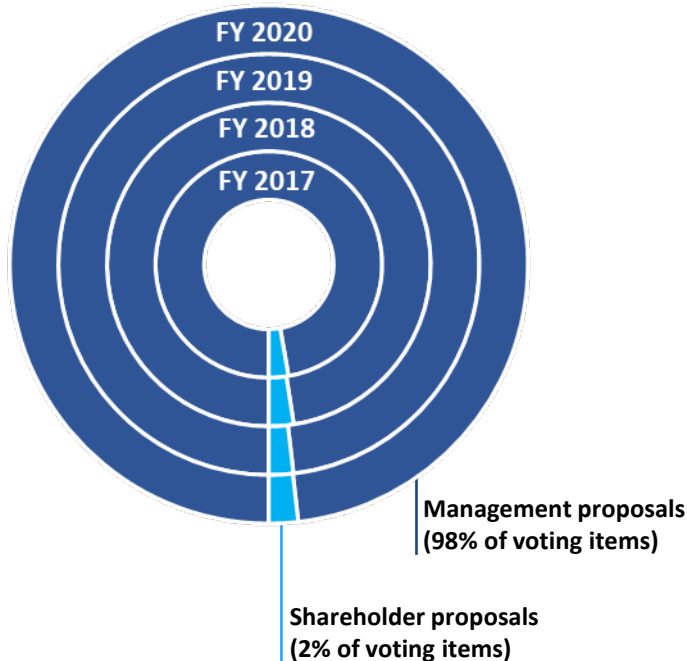 FY 2020
FY 2019
FY 2018
FY 2017
Management proposals
(98% of voting items)
Shareholder proposals
(2% of voting items)